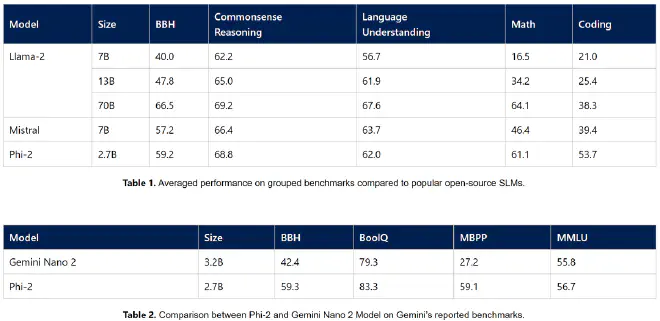 Model Size BBH Commonsense Reasoning Language Understanding Math Coding
Llama-2 7B 40.0 62.2 56.7 16.5 21.0
13B 47.8 65.0 61.9 34.2 25.4
70B 66.5 69.2 67.6 64.1 38.3
Mistral 7B 57.2 66.4 63.7 46.4 39.4
Phi-2 2.7B 59.2 68.8 62.0 61.1 53.7
Table 1. Averaged performance on grouped benchmarks compared to popular open-source SLMs.
Model Size BBH BoolQ MBPP MMLU
Gemini Nano 2 3.2B 42.4 79.3 27.2 55.8
Phi-2 2.7B 59.3 83.3 59.1 56.7
Table 2. Comparison between Phi-2 and Gemini Nano 2 Model on Gemini's reported benchmarks.